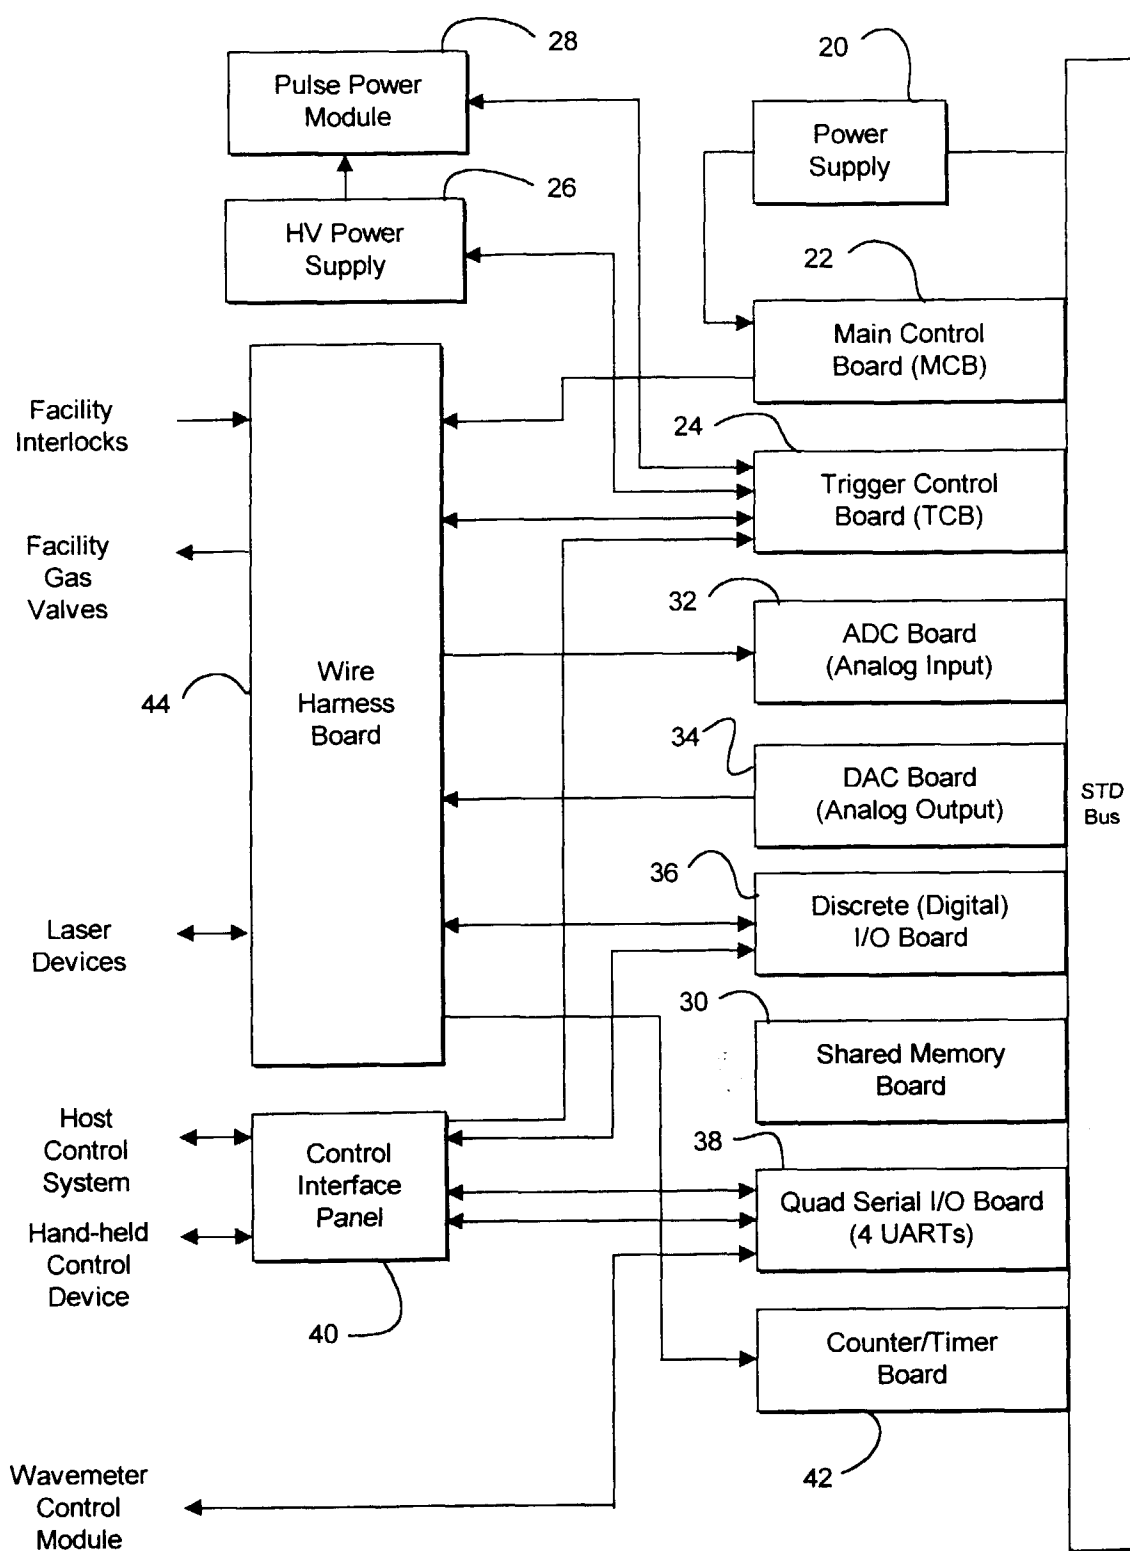 28
Pulse Power
Module
20
Power
Supply
26
HV Power
Supply
22
Main Control
Board (MCB)
Facility
Interlocks
24
Trigger Control
Board (TCB)
Facility
Gas
Valves
32
ADC Board
(Analog Input)
Wire
Harness
Board
44
34
DAC Board
(Analog Output)
STD
Bus
36
Discrete (Digital)
I/O Board
Laser
Devices
30
Shared Memory
Board
Host
Control
System
Control
Interface
Panel
38
Quad Serial I/O Board
(4 UARTs)
Hand-held
Control
Device
40
Counter/Timer
Board
42
Wavemeter
Control
Module